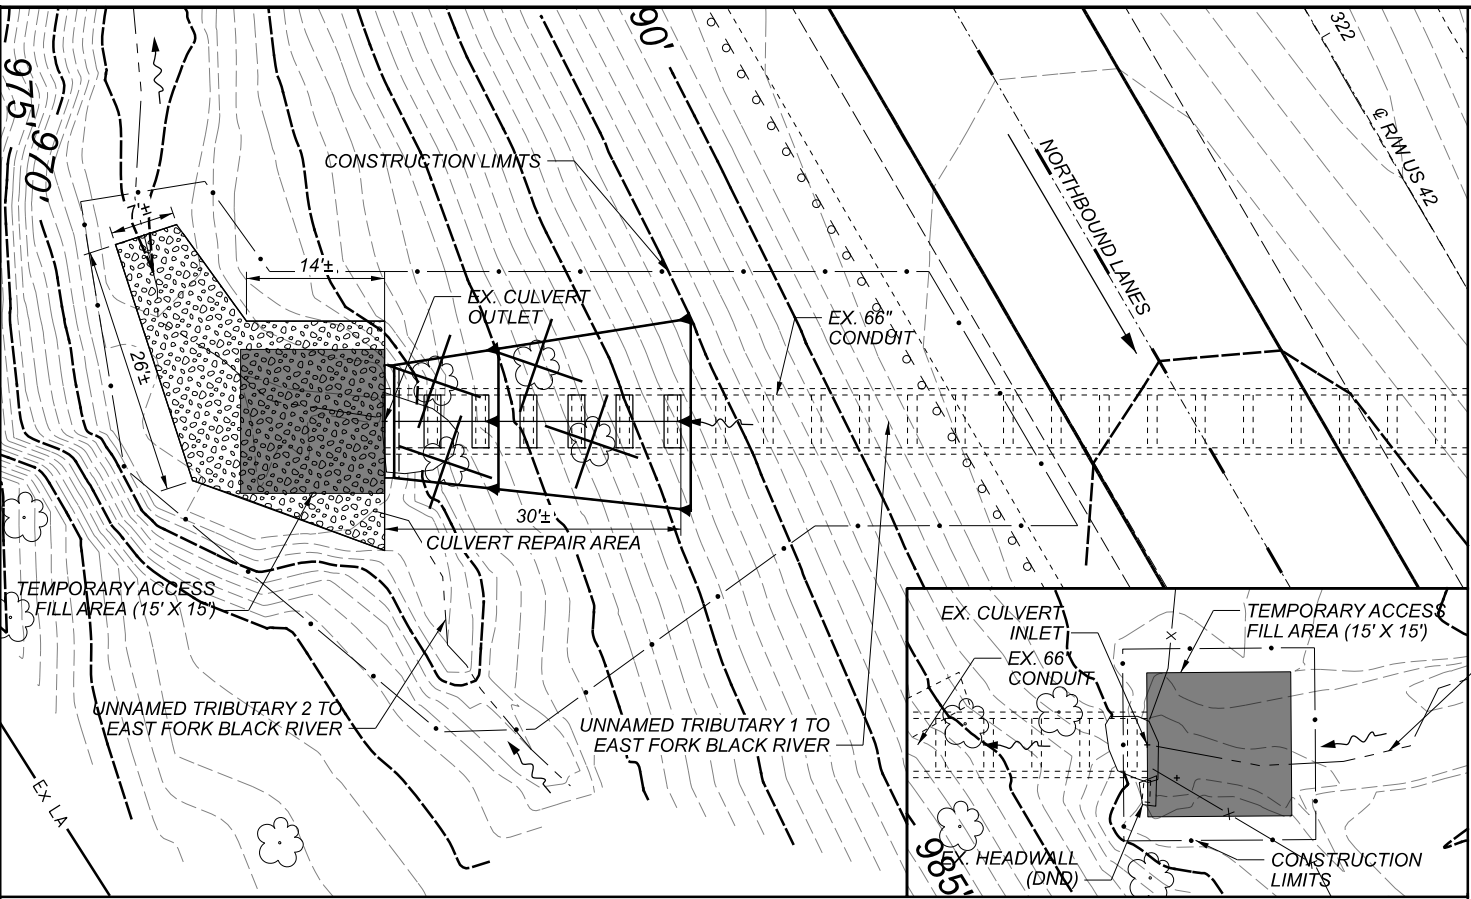 975'
970'
90'
322
℄ R/W US 42
NORTHBOUND LANES
CONSTRUCTION LIMITS
7'±
14'±
26'±
EX. CULVERT
OUTLET
EX. 66"
CONDUIT
30'±
CULVERT REPAIR AREA
TEMPORARY ACCESS
FILL AREA (15' X 15')
UNNAMED TRIBUTARY 2 TO
EAST FORK BLACK RIVER
UNNAMED TRIBUTARY 1 TO
EAST FORK BLACK RIVER
EX LA
EX. CULVERT
INLET
EX. 66"
CONDUIT
TEMPORARY ACCESS
FILL AREA (15' X 15')
X
X
985'
EX. HEADWALL
(DND)
CONSTRUCTION
LIMITS